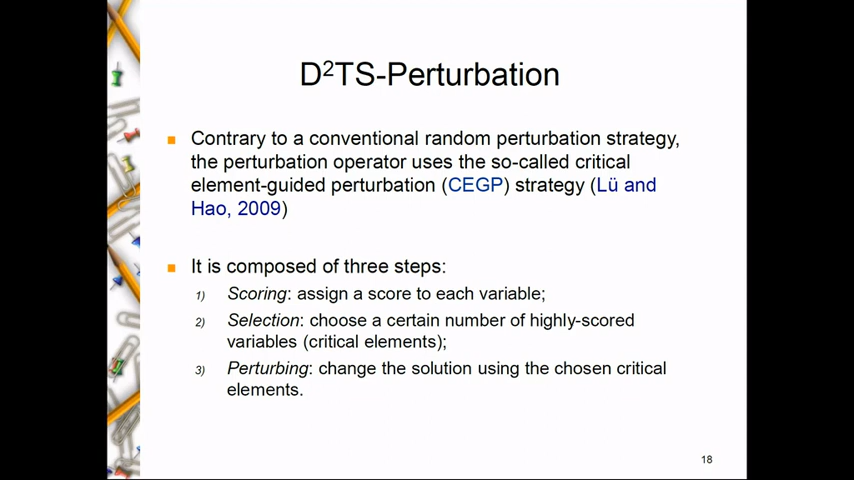 D²TS-Perturbation
Contrary to a conventional random perturbation strategy,
the perturbation operator uses the so-called critical
element-guided perturbation (CEGP) strategy (Lü and
Hao, 2009)
It is composed of three steps:
1) Scoring: assign a score to each variable;
2) Selection: choose a certain number of highly-scored
variables (critical elements);
3) Perturbing: change the solution using the chosen critical
elements.
18